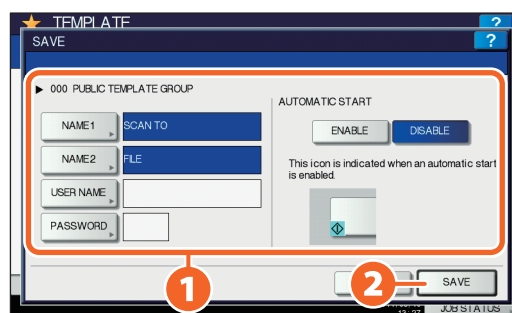 TEMPLATE
?
SAVE
?
000 PUBLIC TEMPLATE GROUP
NAME1
SCAN TO
NAME2
FILE
USER NAME
PASSWORD
AUTOMATIC START
ENABLE
DISABLE
This icon is indicated when an automatic start
is enabled.
1
2
SAVE
JOB STATUS